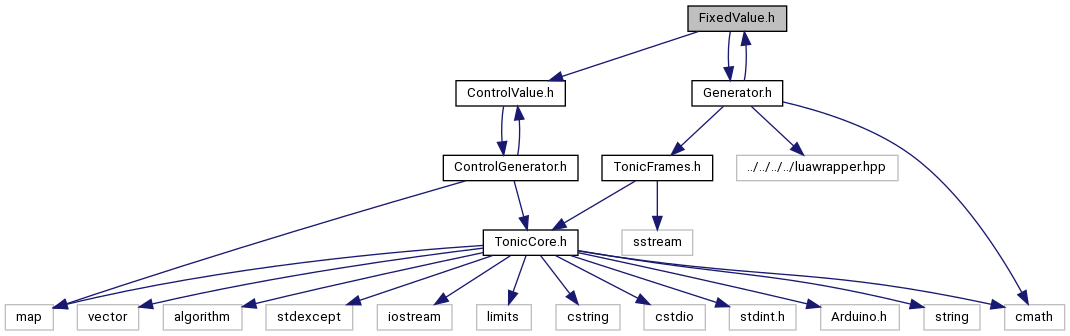 FixedValue.h
ControlValue.h
Generator.h
ControlGenerator.h
TonicFrames.h
../../../../luawrapper.hpp
TonicCore.h
sstream
map
vector
algorithm
stdexcept
iostream
limits
cstring
cstdio
stdint.h
Arduino.h
string
cmath